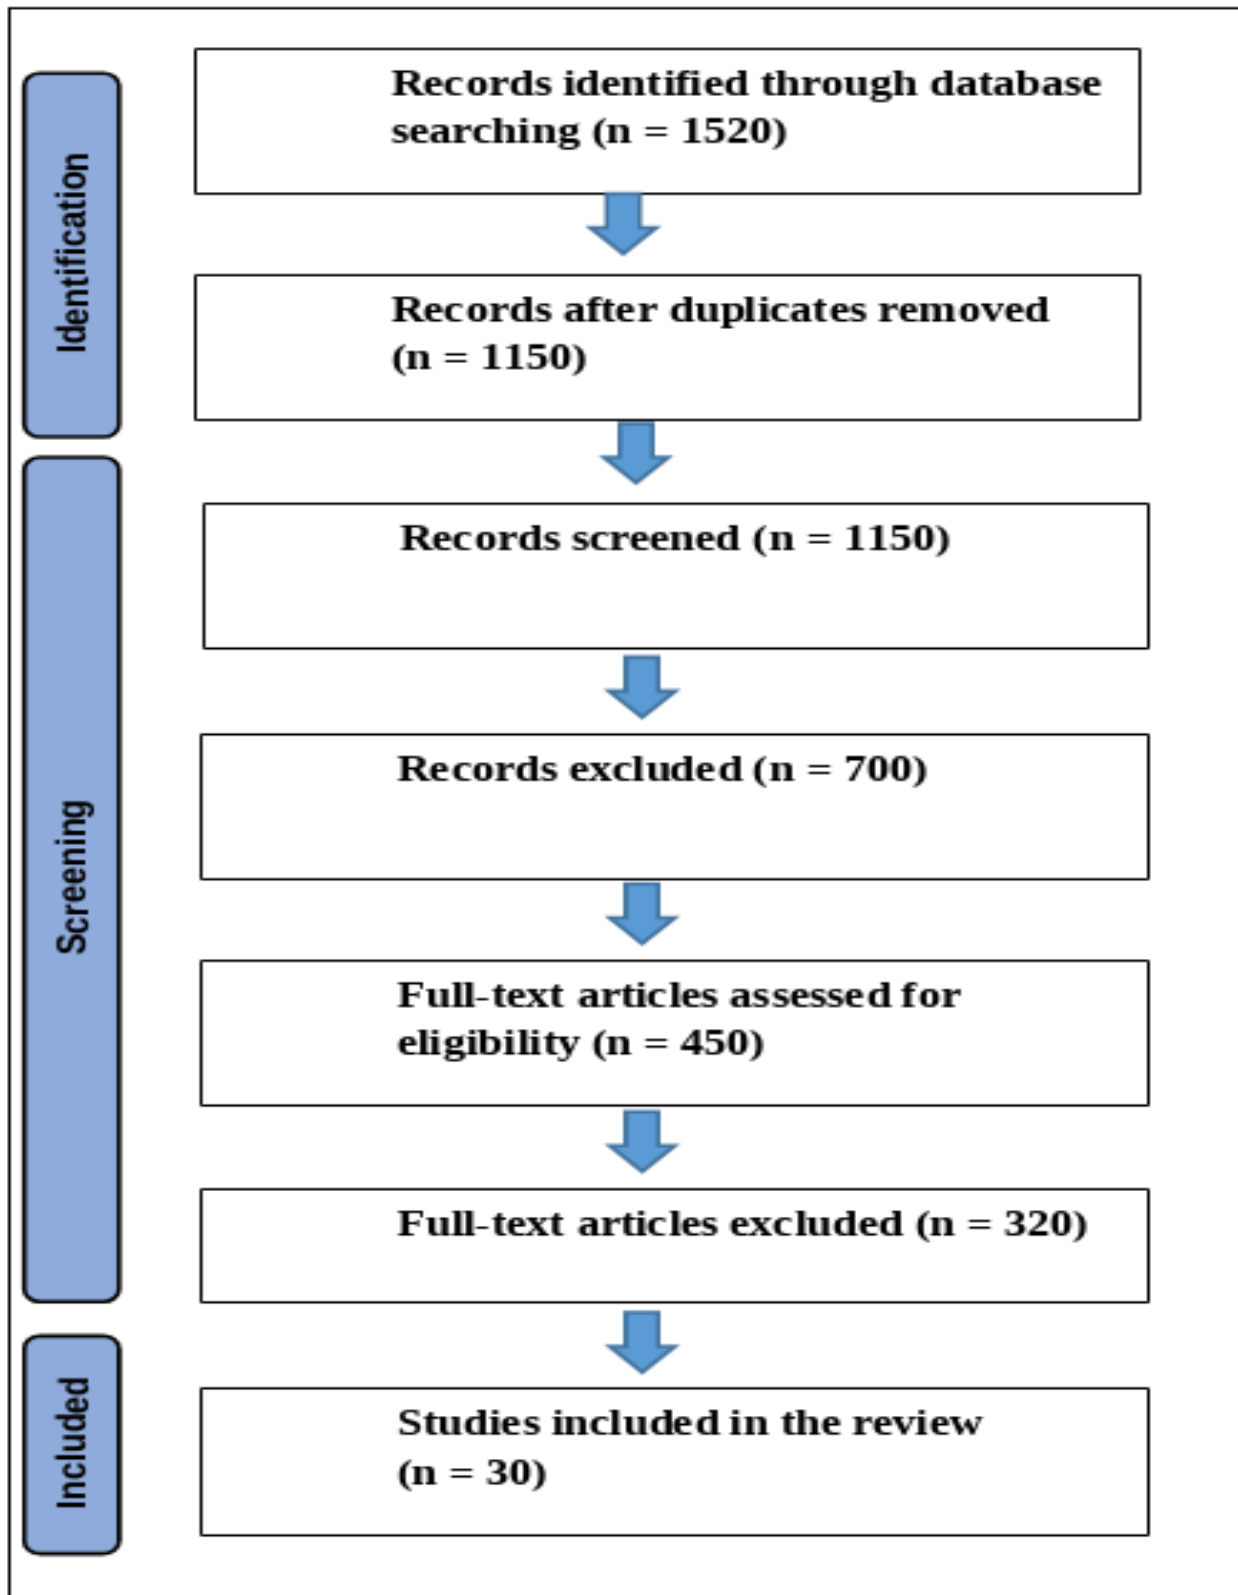 Identification
Records identified through database
searching (n = 1520)
Records after duplicates removed
(n = 1150)
Screening
Records screened (n = 1150)
Records excluded (n = 700)
Full-text articles assessed for
eligibility (n = 450)
Full-text articles excluded (n = 320)
Included
Studies included in the review
(n = 30)